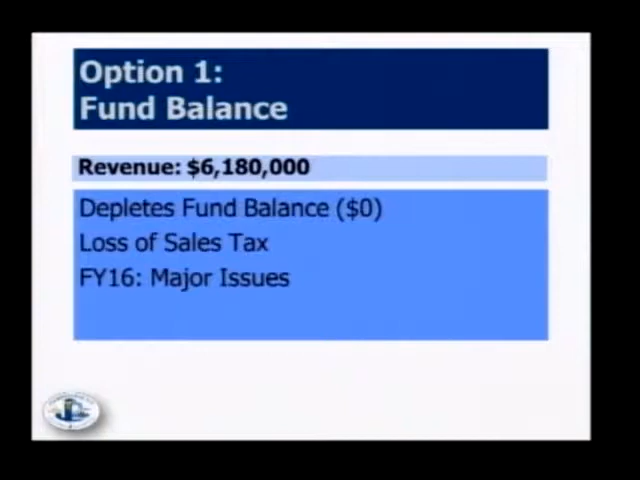 Option 1:
Fund Balance
Revenue: $6,180,000
Depletes Fund Balance ($0)
Loss of Sales Tax
FY16: Major Issues